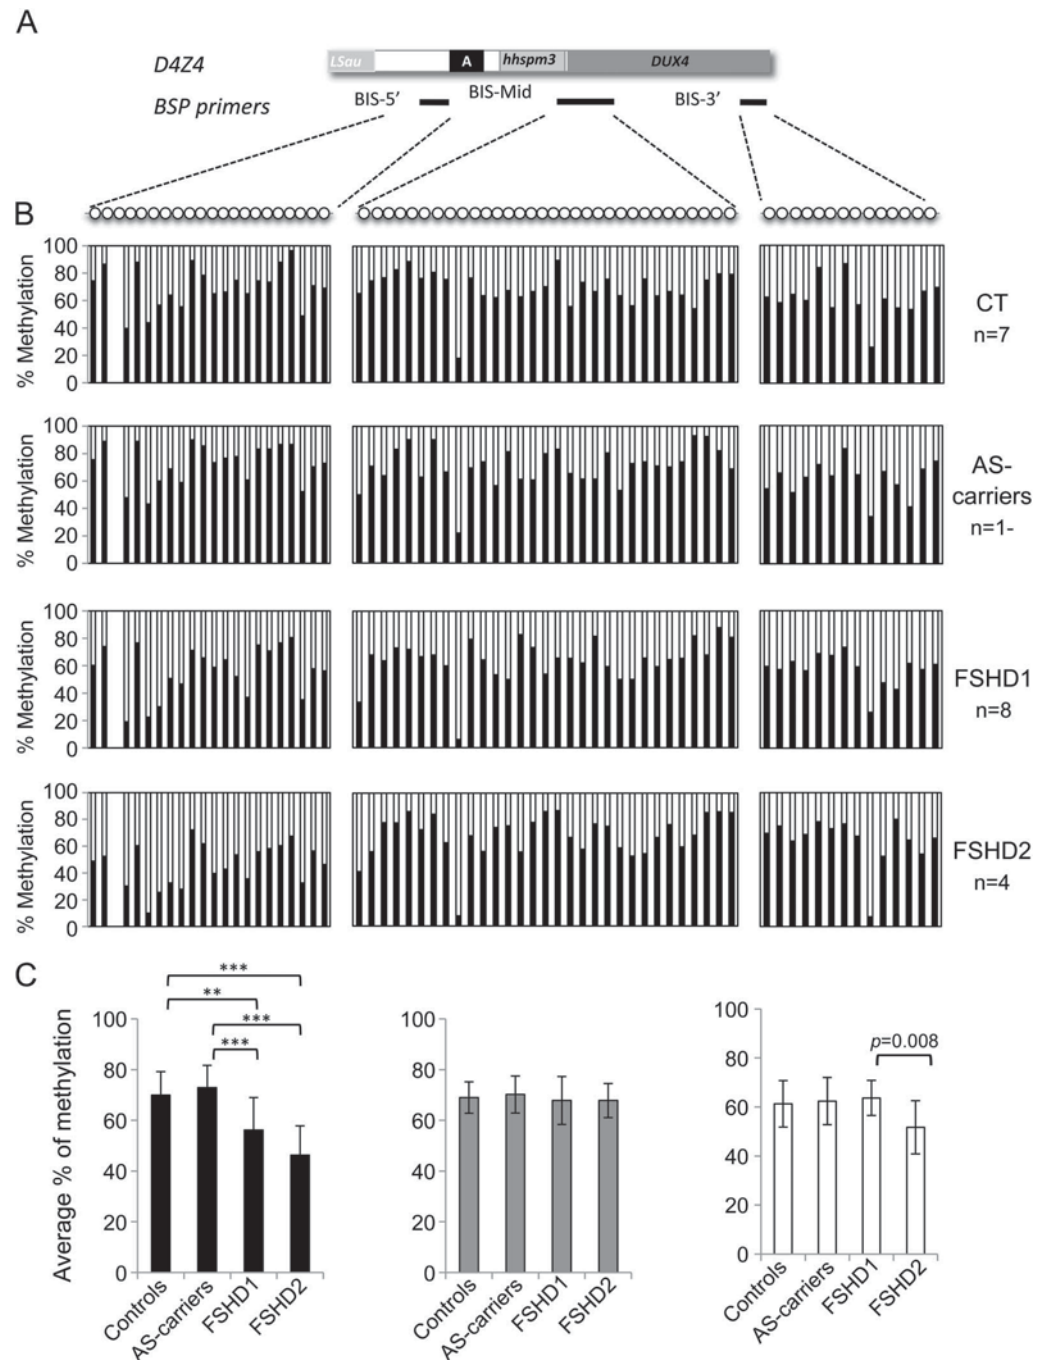 A
D4Z4
LSau
A
hhspm3
DUX4
BSP primers
BIS-5’
BIS-Mid
BIS-3’
B
100
80
60
40
20
0
% Methylation
CT
n=7
100
80
60
40
20
0
% Methylation
AS-
carriers
n=1-
100
80
60
40
20
0
% Methylation
FSHD1
n=8
100
80
60
40
20
0
% Methylation
FSHD2
n=4
C
***
**
***
***
100
80
60
40
20
0
Average % of methylation
Controls
AS-carriers
FSHD1
FSHD2
100
80
60
40
20
0
Controls
AS-carriers
FSHD1
FSHD2
p=0.008
100
80
60
40
20
0
Controls
AS-carriers
FSHD1
FSHD2